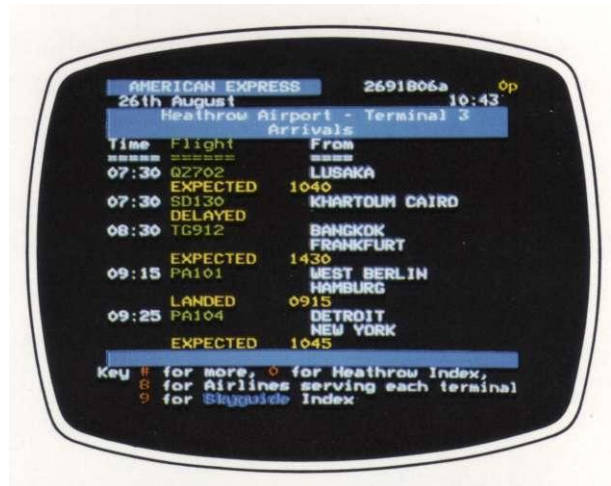 AMERICAN EXPRESS 2691806a 0p
26th August 10:43
Heathrow Airport - Terminal 3
Arrivals
Time Flight From
===== ====== ====
07:30 QZ702 LUSAKA
EXPECTED 1040
07:30 SD130 KHARTOUM CAIRO
DELAYED
08:30 TG912 BANGKOK
FRANKFURT
EXPECTED 1430
09:15 PA101 WEST BERLIN
HAMBURG
LANDED 0915
09:25 PA104 DETROIT
NEW YORK
EXPECTED 1045
Key # for more, 0 for Heathrow Index,
8 for Airlines serving each terminal
9 for Skyguide Index